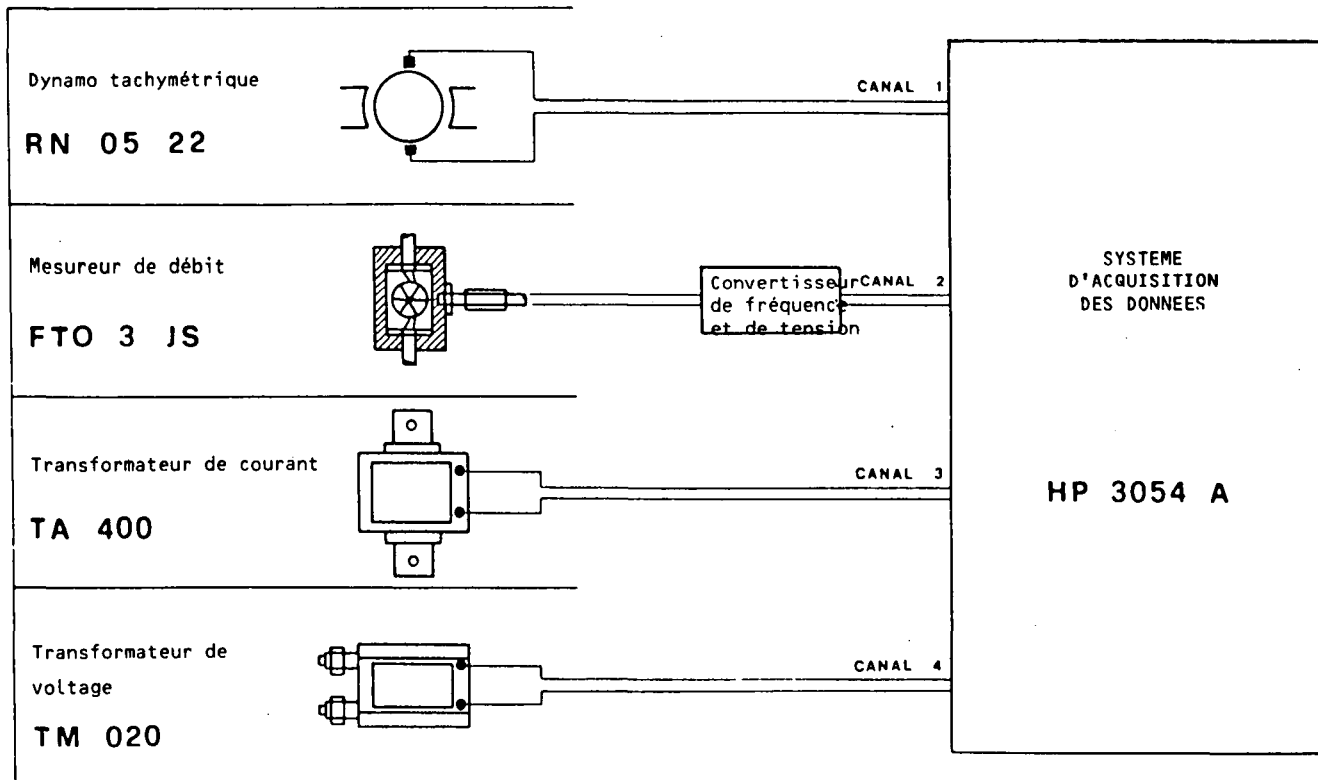 Dynamo tachymétrique
RN 05 22
CANAL 1
Mesureur de débit
FTO 3 JS
Convertisseur
de fréquence
et de tension
CANAL 2
Transformateur de courant
TA 400
CANAL 3
Transformateur de
voltage
TM 020
CANAL 4
SYSTEME
D'ACQUISITION
DES DONNEES
HP 3054 A